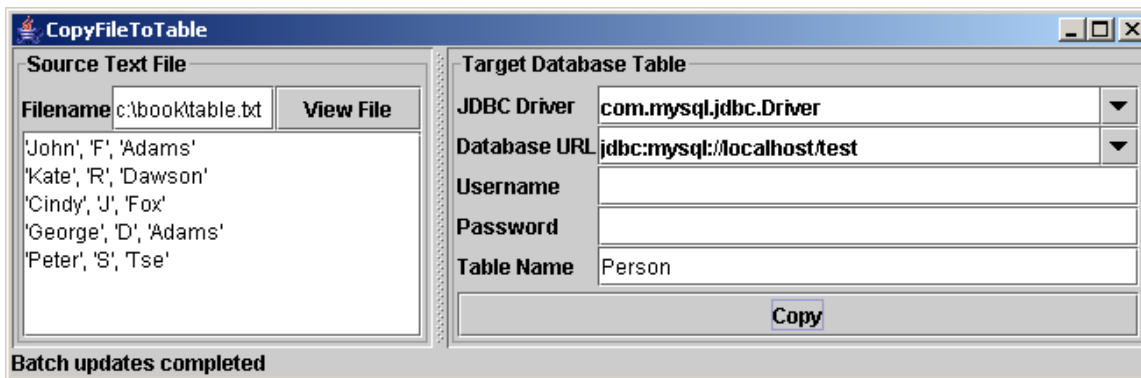 CopyFileToTable
Source Text File
Filename c:\book\table.txt View File
'John', 'F', 'Adams'
'Kate', 'R', 'Dawson'
'Cindy', 'J', 'Fox'
'George', 'D', 'Adams'
'Peter', 'S', 'Tse'
Target Database Table
JDBC Driver com.mysql.jdbc.Driver
Database URL jdbc:mysql://localhost/test
Username
Password
Table Name Person
Copy
Batch updates completed